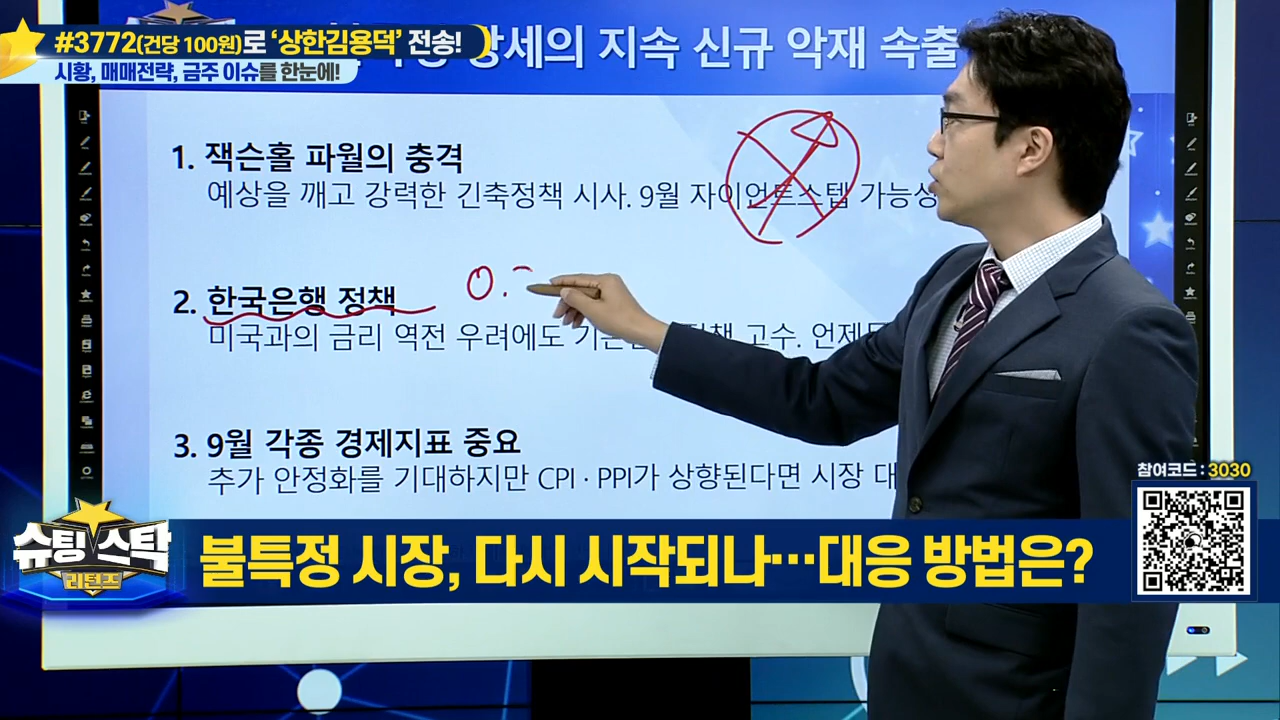 #3772(건당 100원)로 ‘상한김용덕’ 전송!
시황, 매매전략, 금주 이슈를 한눈에!
장세의 지속 신규 악재 속출
1. 잭슨홀 파월의 충격
예상을 깨고 강력한 긴축정책 시사. 9월 자이언트스텝 가능성
2. 한국은행 정책
0.
미국과의 금리 역전 우려에도 고수.
3. 9월 각종 경제지표 중요
추가 안정화를 기대하지만 CPI · PPI가 상향된다면 시장
참여코드 : 3030
슈팅스탁
리턴즈
불특정 시장, 다시 시작되나…대응 방법은?